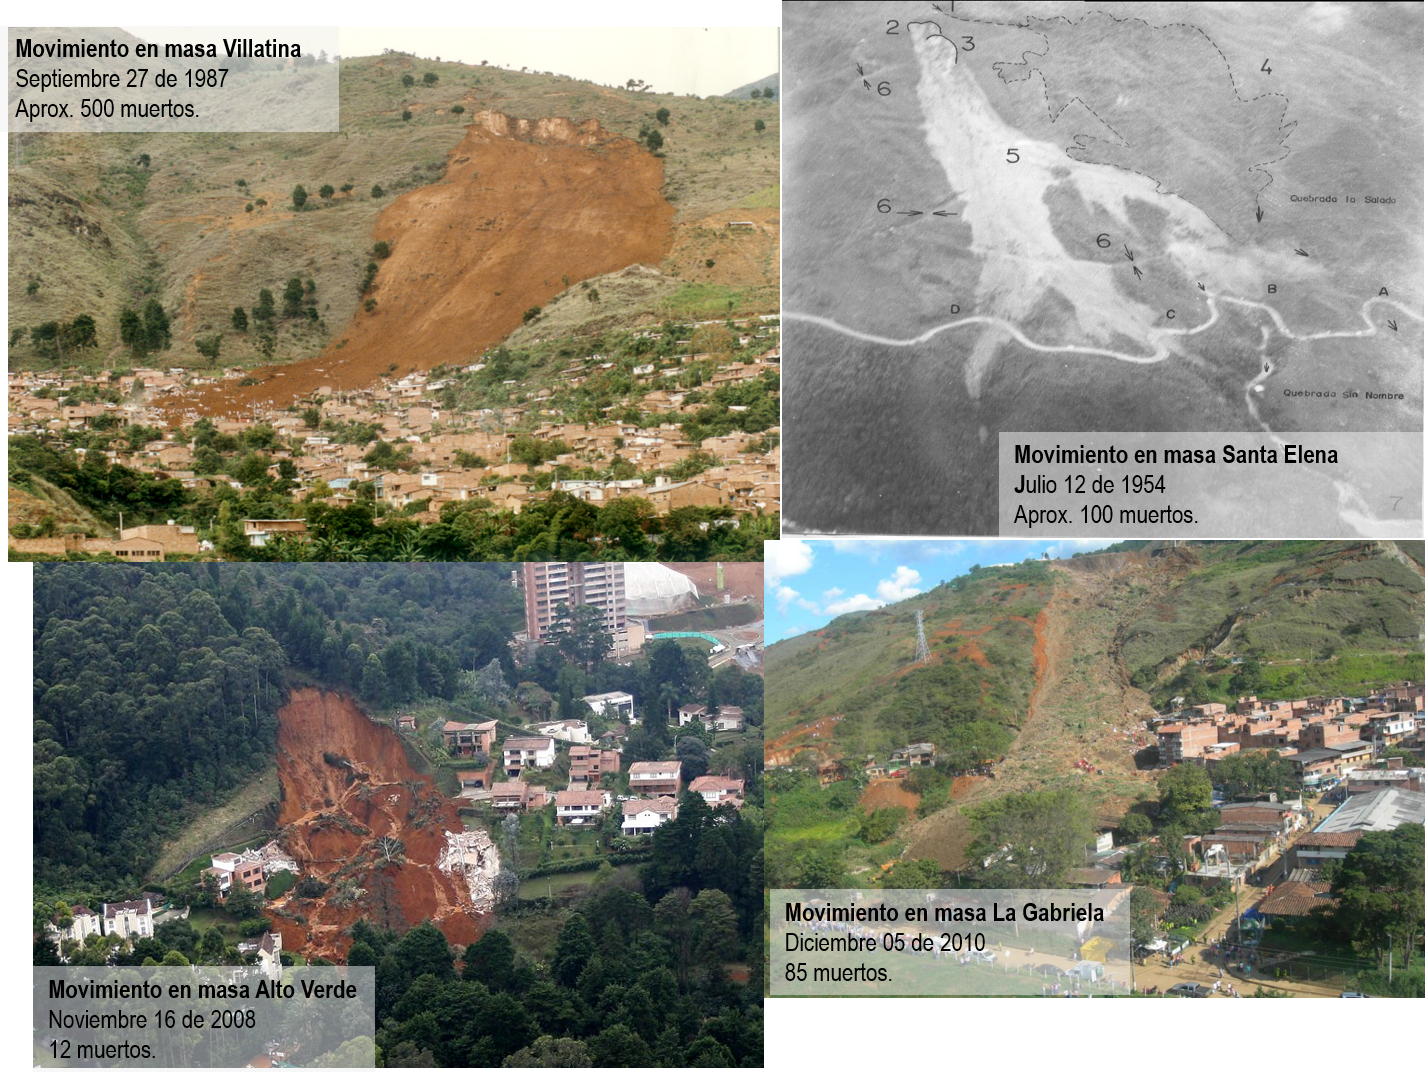 Movimiento en masa Villatina
Septiembre 27 de 1987
Aprox. 500 muertos.
1
2
3
4
6
5
6
6
Quebrada la Salado
D
C
B
A
Quebrada Sin Nombre
7
Movimiento en masa Santa Elena
Julio 12 de 1954
Aprox. 100 muertos.
Movimiento en masa Alto Verde
Noviembre 16 de 2008
12 muertos.
Movimiento en masa La Gabriela
Diciembre 05 de 2010
85 muertos.